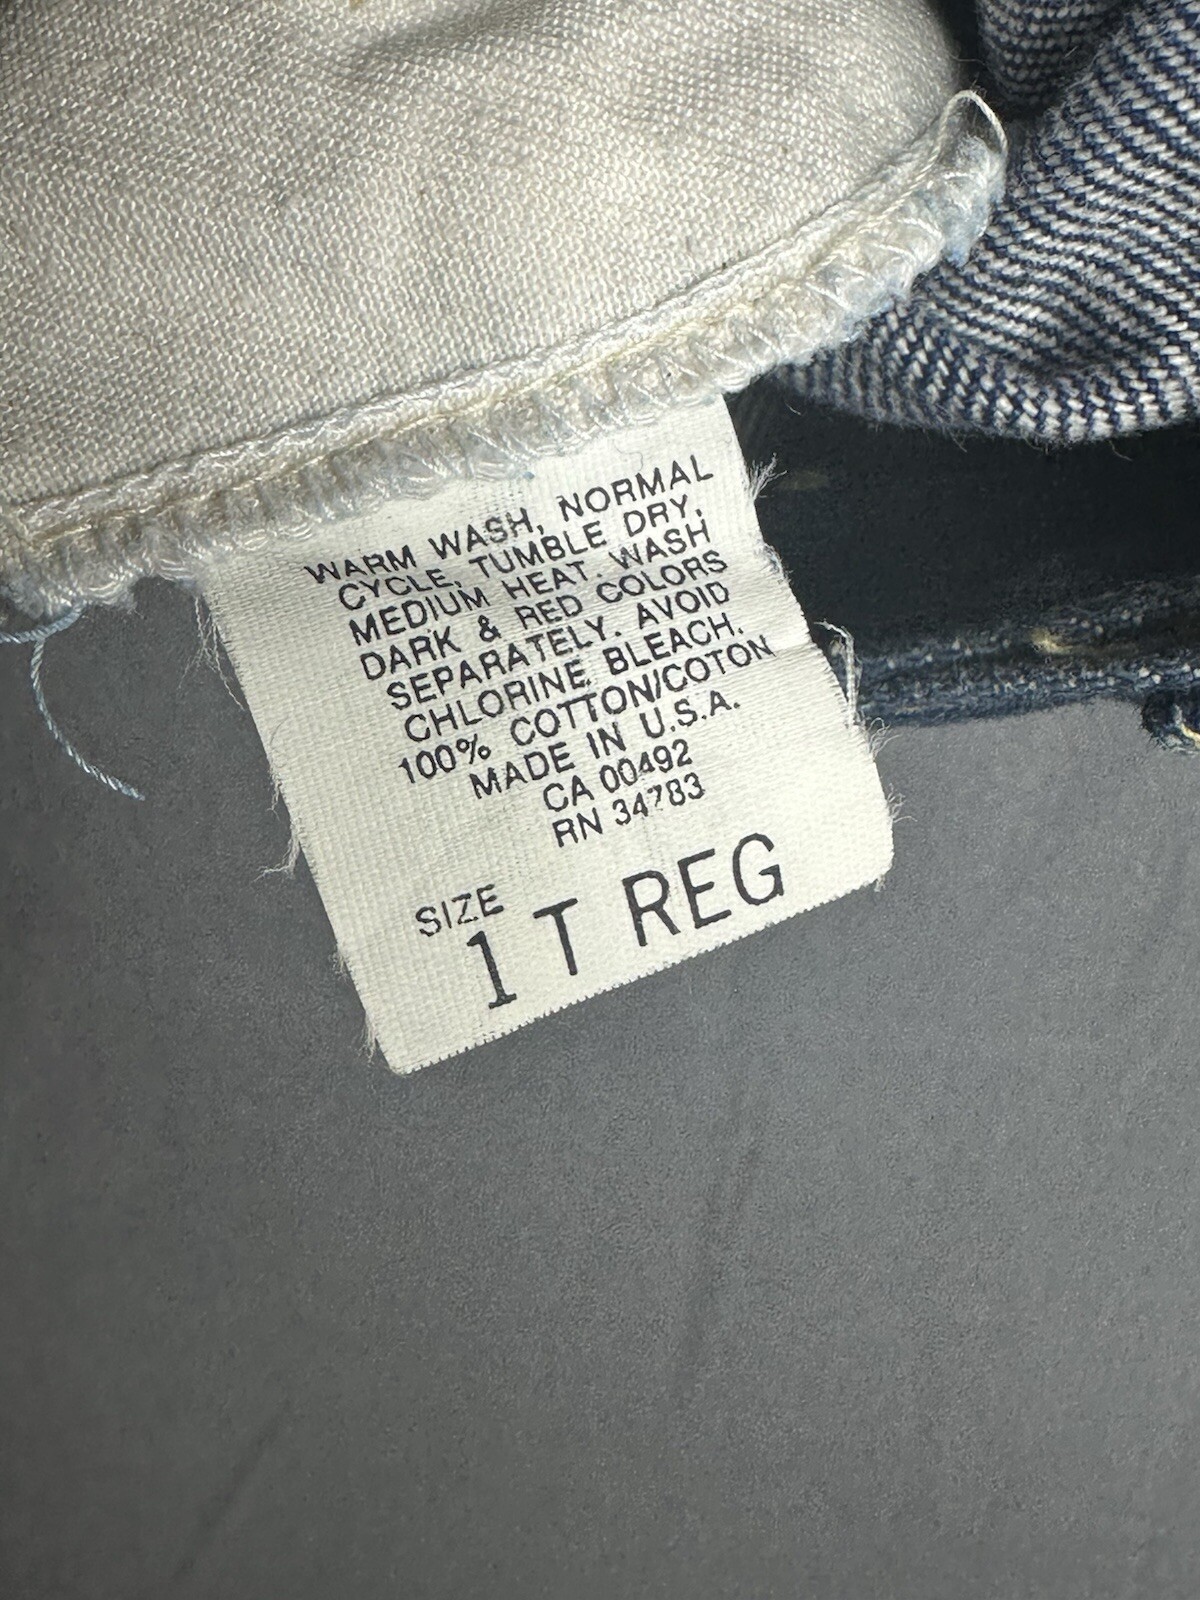 WARM WASH, NORMAL
CYCLE, TUMBLE DRY,
MEDIUM HEAT. WASH
DARK & RED COLORS
SEPARATELY. AVOID
CHLORINE BLEACH.
100% COTTON/COTON
MADE IN U.S.A.
CA 00492
RN 34783
SIZE
1 T REG